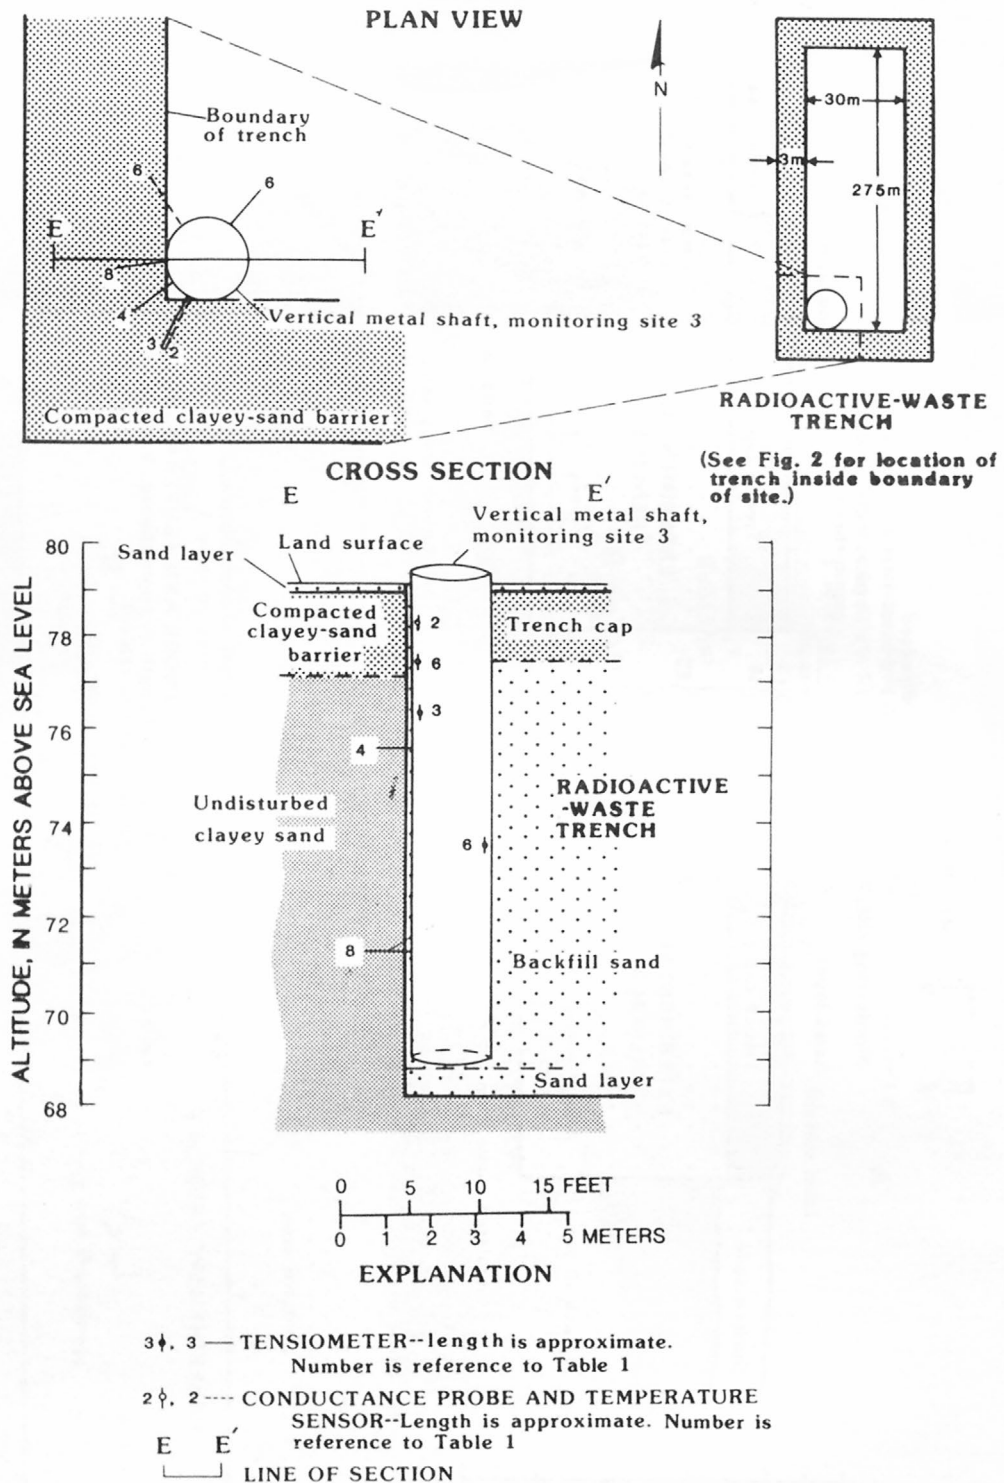 PLAN VIEW
Boundary
of trench
N
30m
3m
275m
6
6
E
E′
8
4
3
2
Vertical metal shaft, monitoring site 3
Compacted clayey-sand barrier
RADIOACTIVE-WASTE
TRENCH
(See Fig. 2 for location of
trench inside boundary
of site.)
CROSS SECTION
E
E′
Vertical metal shaft,
monitoring site 3
Sand layer
Land surface
ALTITUDE, IN METERS ABOVE SEA LEVEL
80
78
76
74
72
70
68
Compacted
clayey-sand
barrier
Trench cap
2
6
3
4
6
8
Undisturbed
clayey sand
RADIOACTIVE
-WASTE
TRENCH
Backfill sand
Sand layer
0 5 10 15 FEET
0 1 2 3 4 5 METERS
EXPLANATION
3, 3 — TENSIOMETER--length is approximate.
Number is reference to Table 1
2, 2 ---- CONDUCTANCE PROBE AND TEMPERATURE
SENSOR--Length is approximate. Number is
reference to Table 1
E E′
LINE OF SECTION